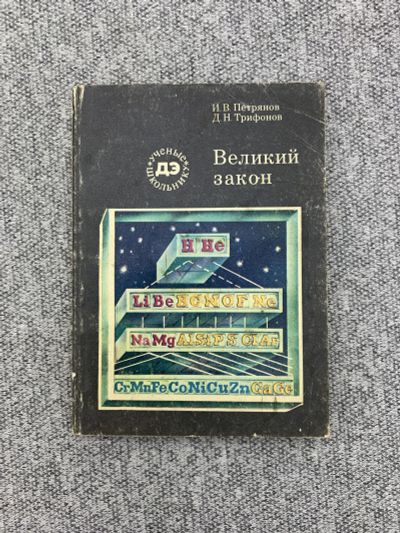 И. В. Петрянов
Д. Н. Трифонов
УЧЕНЫЕ
ДЭ
ШКОЛЬНИКУ
Великий
закон
H He
Li Be B C N O F Ne
Na Mg Al Si P S Cl Ar
Cr Mn Fe Co Ni Cu Zn Ga Ge